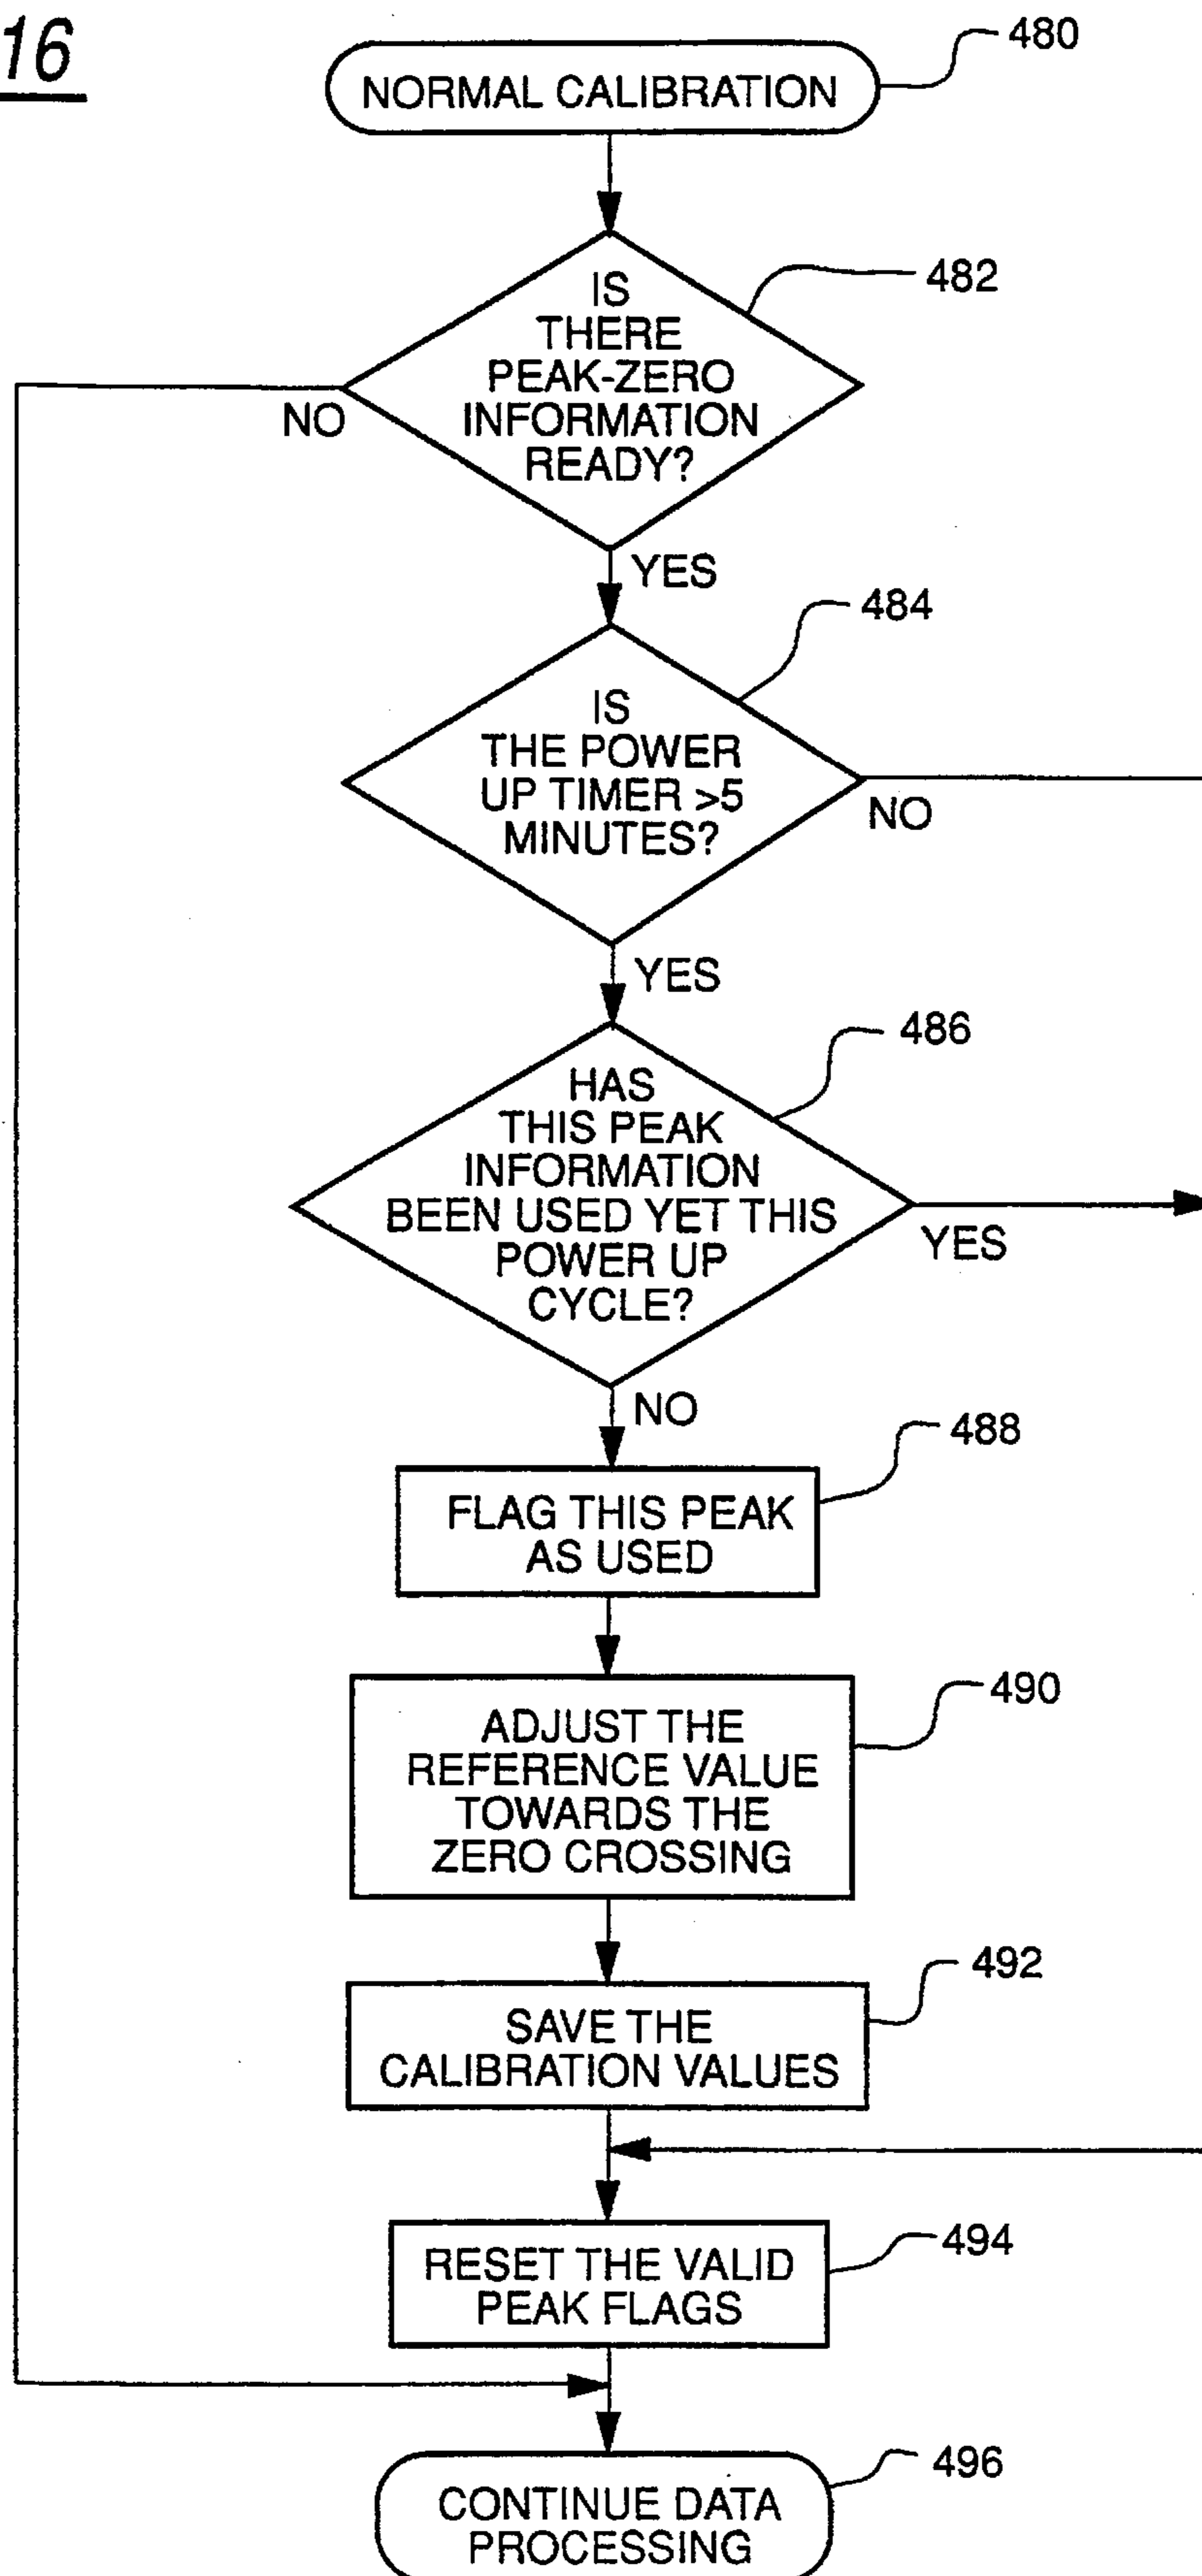 16
NORMAL CALIBRATION
480
IS
THERE
PEAK-ZERO
INFORMATION
READY?
482
NO
YES
IS
THE POWER
UP TIMER >5
MINUTES?
484
NO
YES
HAS
THIS PEAK
INFORMATION
BEEN USED YET THIS
POWER UP
CYCLE?
486
YES
NO
FLAG THIS PEAK
AS USED
488
ADJUST THE
REFERENCE VALUE
TOWARDS THE
ZERO CROSSING
490
SAVE THE
CALIBRATION VALUES
492
RESET THE VALID
PEAK FLAGS
494
CONTINUE DATA
PROCESSING
496